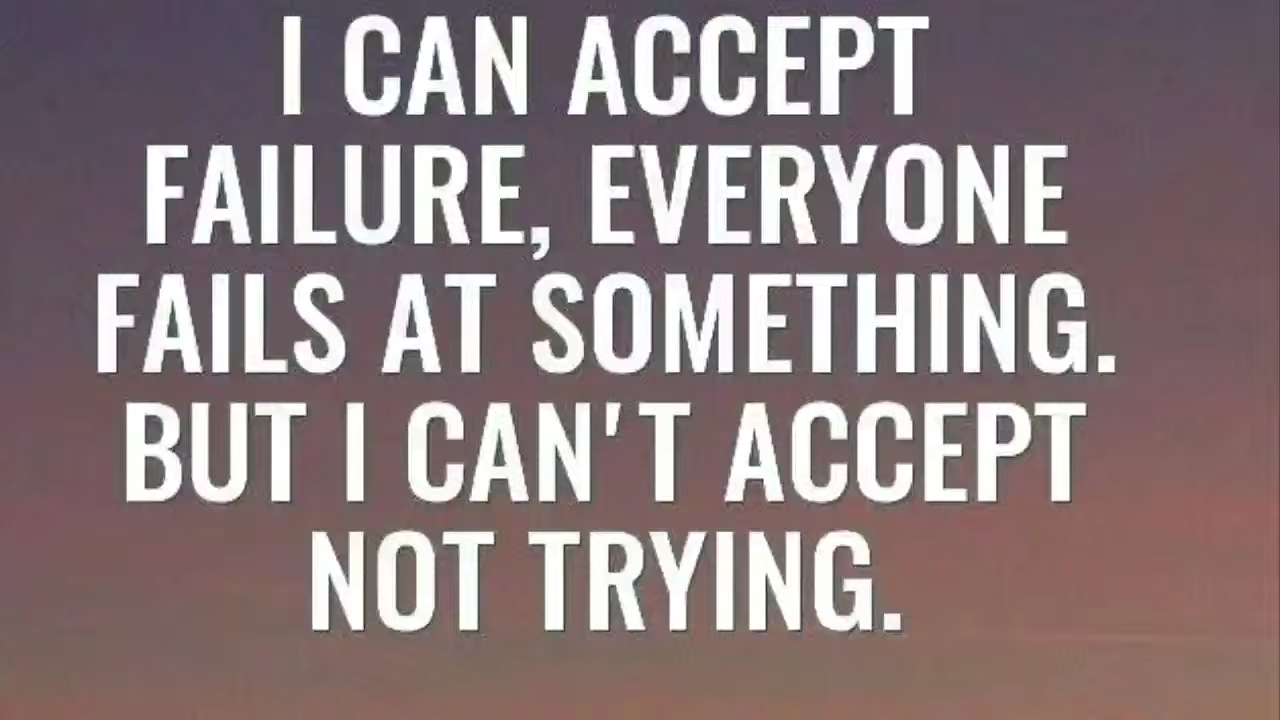 I CAN ACCEPT
FAILURE, EVERYONE
FAILS AT SOMETHING.
BUT I CAN'T ACCEPT
NOT TRYING.